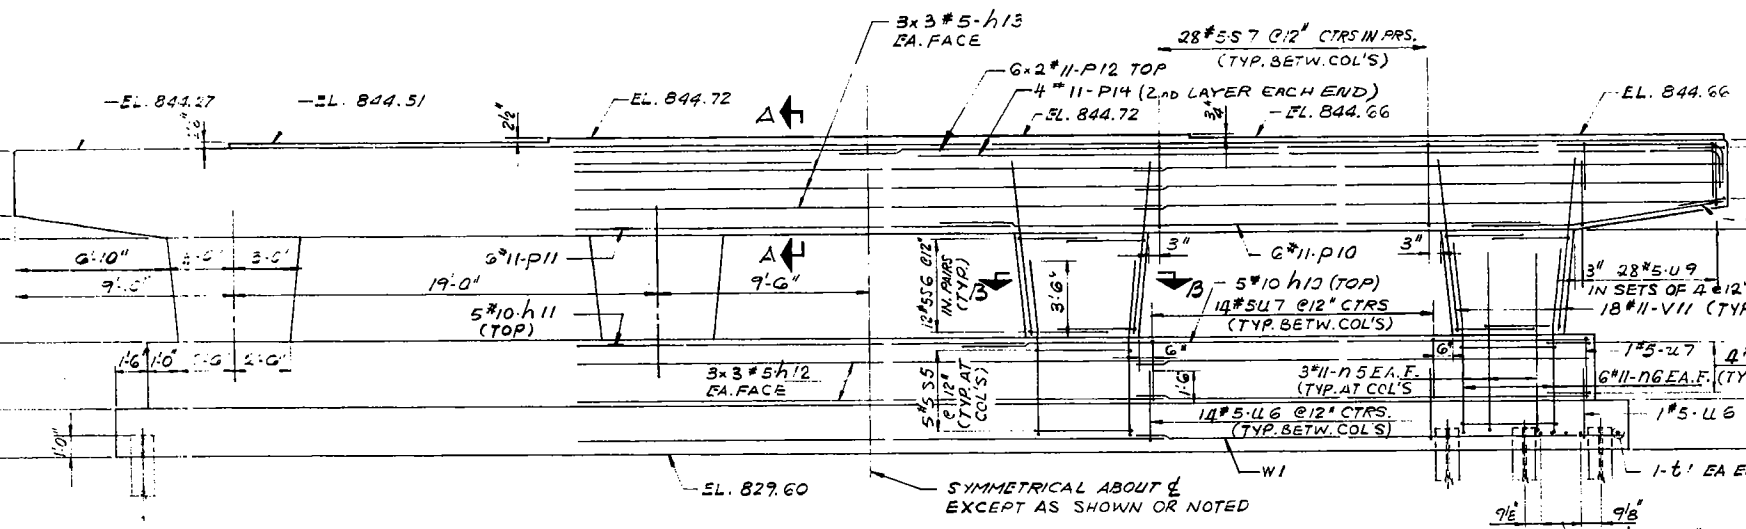 3x3 #5-h13
EA. FACE
28#5-S7 @12" CTRS IN PRS.
(TYP. BETW. COL'S)
6x2 #11-P12 TOP
4 #11-P14 (2nd LAYER EACH END)
EL. 844.27
EL. 844.51
EL. 844.72
A
EL. 844.72
EL. 844.66
EL. 844.66
2½"
¾"
6'-10"
3'-0"
6#11-P11
A
12#5S6 @12"
IN. PAIRS
(TYP.)
3"
6#11-P10
3"
9'-6"
19'-0"
9'-6"
B
3'-6"
B
5#10 h10 (TOP)
3"
28#5-U9
IN SETS OF 4 @12"
5#10-h11
(TOP)
14#5U7 @12" CTRS
(TYP. BETW. COL'S)
18#11-V11 (TYP
1'-6"
1'-0"
2'-6"
6"
6"
1#5-U7
3x3 #5-h12
EA. FACE
5#5 S5
@12"
(TYP. AT
COL'S)
1'-6"
3#11-n5 EA. F.
(TYP. AT COL'S
6#11-n6 EA. F. (TY
14#5-U6 @12" CTRS.
(TYP. BETW. COL'S)
1#5-U6
1'-0"
W1
1-t1 EA E
EL. 829.60
SYMMETRICAL ABOUT ℄
EXCEPT AS SHOWN OR NOTED